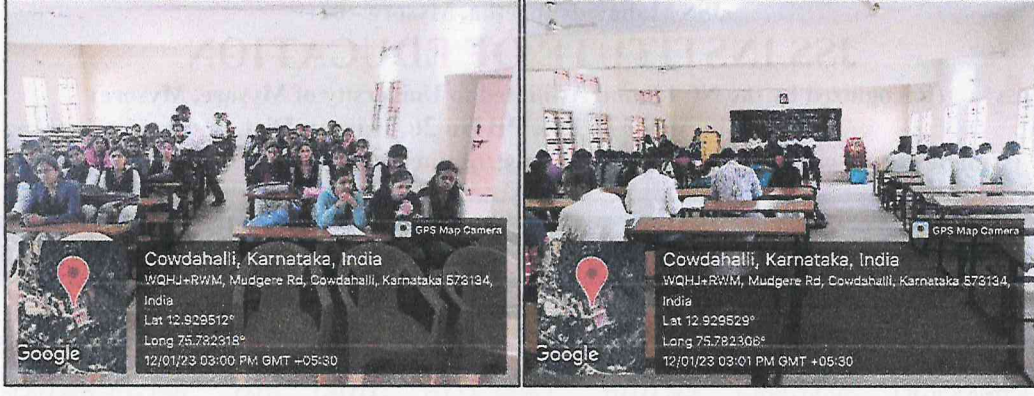 GPS Map Camera
Cowdahalli, Karnataka, India
WQHJ+RWM, Mudgere Rd, Cowdahalli, Karnataka 573134,
India
Lat 12.929512°
Long 75.782318°
12/01/23 03:00 PM GMT +05:30
Google
GPS Map Camera
Cowdahalli, Karnataka, India
WQHJ+RWM, Mudgere Rd, Cowdahalli, Karnataka 573134,
India
Lat 12.929529°
Long 75.782306°
12/01/23 03:01 PM GMT +05:30
Google